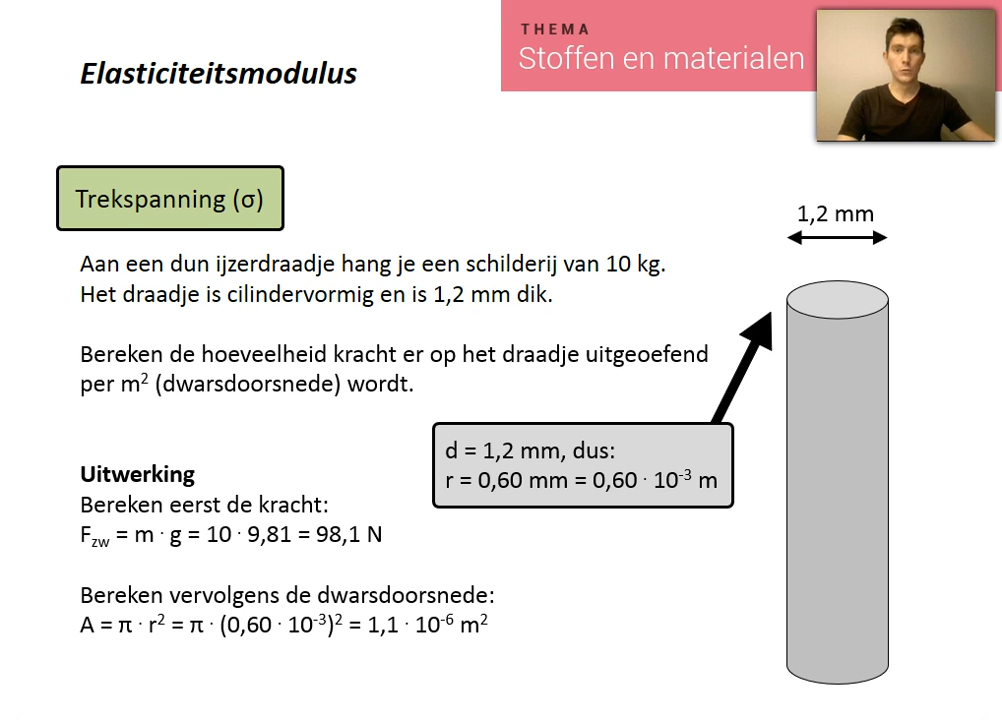 THEMA
Stoffen en materialen
Elasticiteitsmodulus
Trekspanning (σ)
1,2 mm
Aan een dun ijzerdraadje hang je een schilderij van 10 kg.
Het draadje is cilindervormig en is 1,2 mm dik.
Bereken de hoeveelheid kracht er op het draadje uitgeoefend
per m² (dwarsdoorsnede) wordt.
d = 1,2 mm, dus:
r = 0,60 mm = 0,60 · 10⁻³ m
Uitwerking
Bereken eerst de kracht:
F_zw = m · g = 10 · 9,81 = 98,1 N
Bereken vervolgens de dwarsdoorsnede:
A = π · r² = π · (0,60 · 10⁻³)² = 1,1 · 10⁻⁶ m²